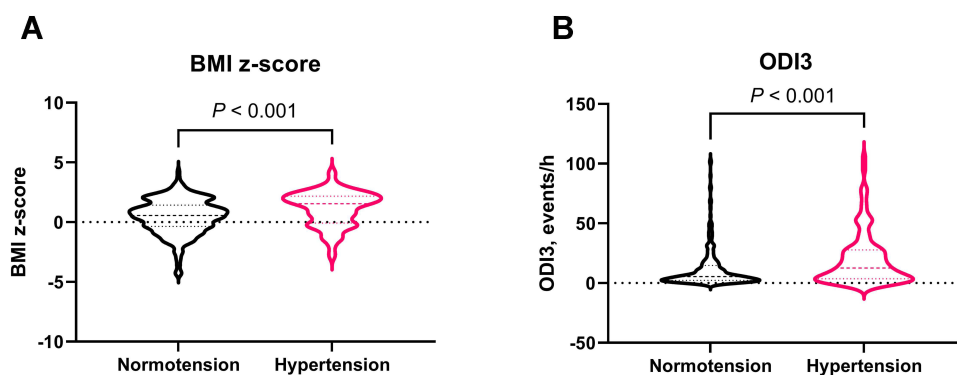 A
BMI z-score
P < 0.001
10
5
0
-5
-10
BMI z-score
Normotension
Hypertension
B
ODI3
P < 0.001
150
100
50
0
-50
ODI3, events/h
Normotension
Hypertension